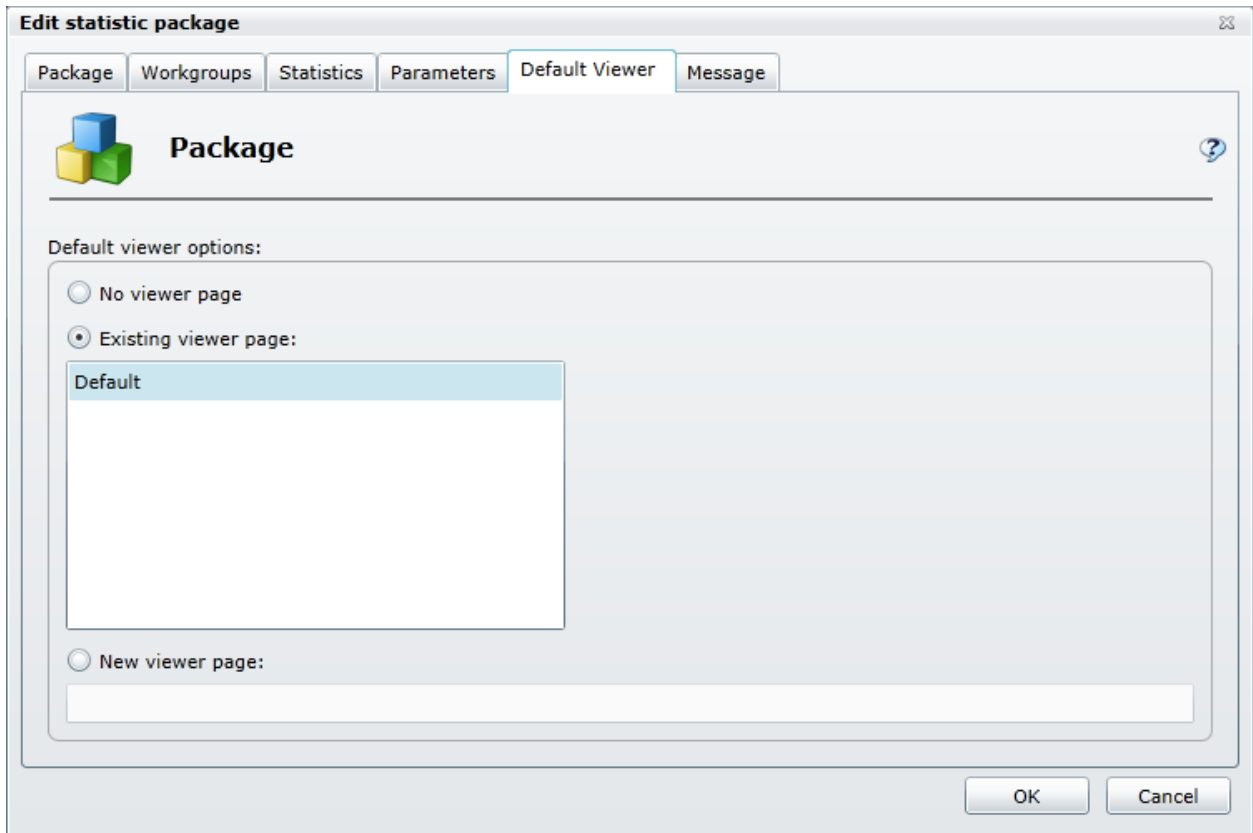 Edit statistic package
Package Workgroups Statistics Parameters Default Viewer Message
Package
Default viewer options:
No viewer page
Existing viewer page:
Default
New viewer page:
OK Cancel